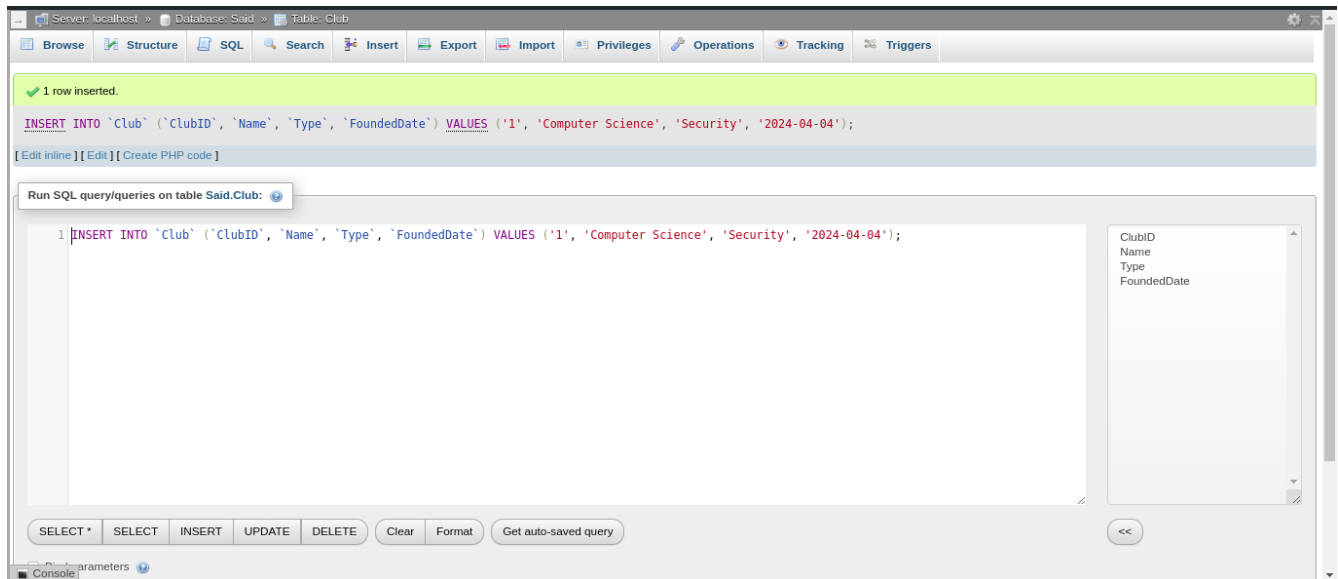 Server: localhost » Database: Said » Table: Club
Browse Structure SQL Search Insert Export Import Privileges Operations Tracking Triggers
1 row inserted.
INSERT INTO `Club` (`ClubID`, `Name`, `Type`, `FoundedDate`) VALUES ('1', 'Computer Science', 'Security', '2024-04-04');
[ Edit inline ] [ Edit ] [ Create PHP code ]
Run SQL query/queries on table Said.Club:
1 INSERT INTO `Club` (`ClubID`, `Name`, `Type`, `FoundedDate`) VALUES ('1', 'Computer Science', 'Security', '2024-04-04');
ClubID
Name
Type
FoundedDate
SELECT * SELECT INSERT UPDATE DELETE Clear Format Get auto-saved query <<
Console